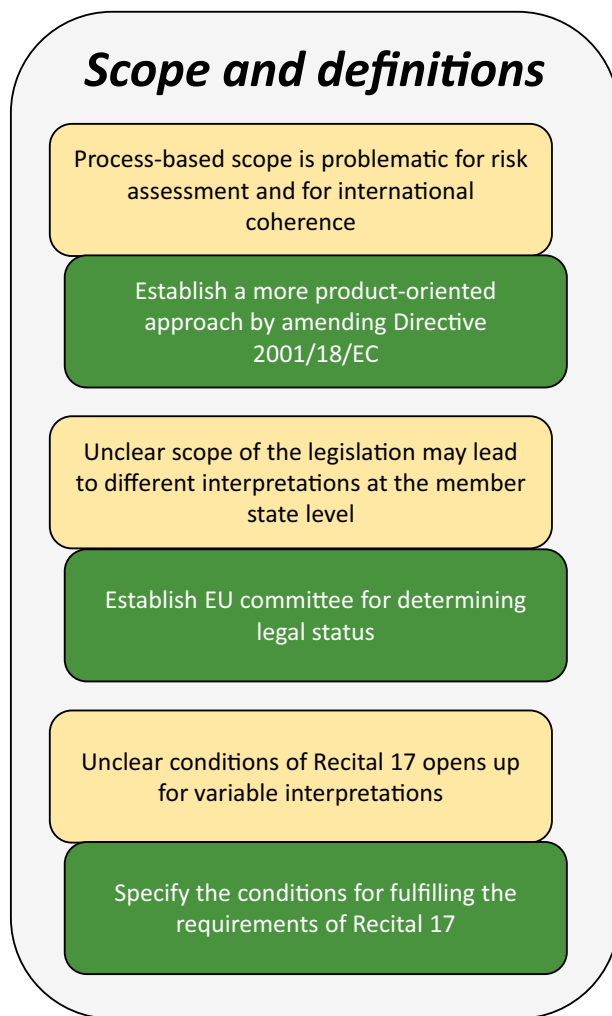 Scope and definitions
Process-based scope is problematic for risk
assessment and for international
coherence
Establish a more product-oriented
approach by amending Directive
2001/18/EC
Unclear scope of the legislation may lead
to different interpretations at the member
state level
Establish EU committee for determining
legal status
Unclear conditions of Recital 17 opens up
for variable interpretations
Specify the conditions for fulfilling the
requirements of Recital 17